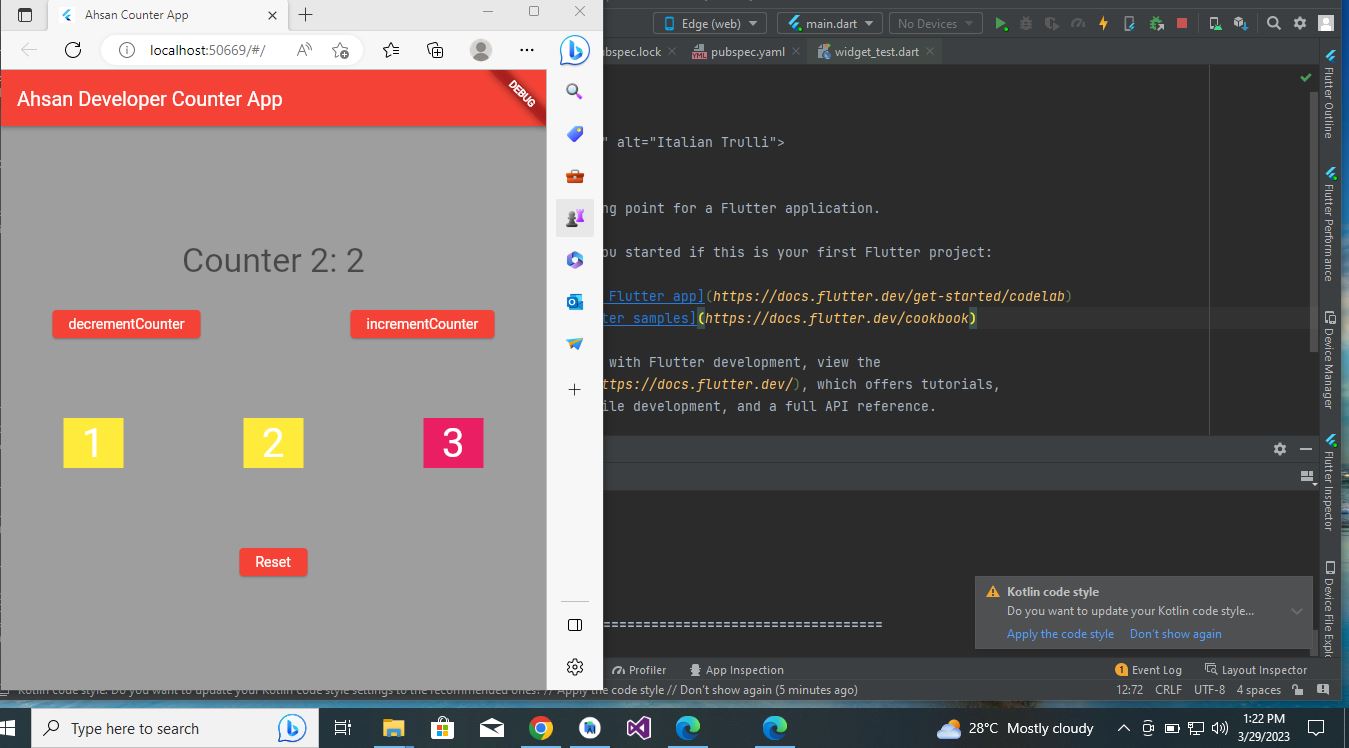 Ahsan Counter App
localhost:50669/#/
Ahsan Developer Counter App
DEBUG
Counter 2: 2
decrementCounter
incrementCounter
1
2
3
Reset
Edge (web)
main.dart
No Devices
pubspec.lock
pubspec.yaml
widget_test.dart
" alt="Italian Trulli">
ng point for a Flutter application.
ou started if this is your first Flutter project:
Flutter app](https://docs.flutter.dev/get-started/codelab)
ter samples](https://docs.flutter.dev/cookbook)
with Flutter development, view the
ttps://docs.flutter.dev/), which offers tutorials,
ile development, and a full API reference.
===================================
Flutter Outline
Flutter Performance
Device Manager
Flutter Inspector
Device File Explo
Kotlin code style
Do you want to update your Kotlin code style...
Apply the code style Don't show again
Profiler
App Inspection
1 Event Log
Layout Inspector
Kotlin code style: Do you want to update your Kotlin code style settings to the recommended ones? // Apply the code style // Don't show again (5 minutes ago)
12:72 CRLF UTF-8 4 spaces
Type here to search
28°C Mostly cloudy
1:22 PM
3/29/2023